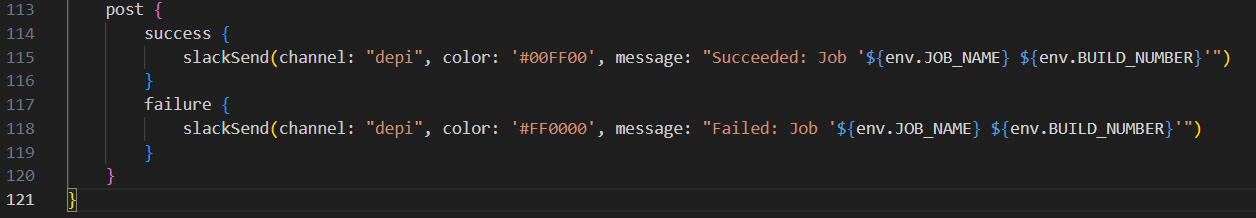 113 post {
114 success {
115 slackSend(channel: "depi", color: '#00FF00', message: "Succeeded: Job '${env.JOB_NAME} ${env.BUILD_NUMBER}'")
116 }
117 failure {
118 slackSend(channel: "depi", color: '#FF0000', message: "Failed: Job '${env.JOB_NAME} ${env.BUILD_NUMBER}'")
119 }
120 }
121 }